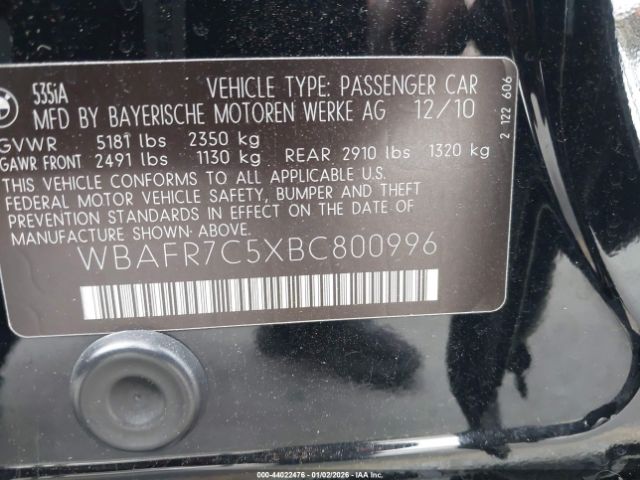 535iA VEHICLE TYPE: PASSENGER CAR
MFD BY BAYERISCHE MOTOREN WERKE AG 12/10
GVWR 5181 lbs 2350 kg
GAWR FRONT 2491 lbs 1130 kg REAR 2910 lbs 1320 kg
THIS VEHICLE CONFORMS TO ALL APPLICABLE U.S.
FEDERAL MOTOR VEHICLE SAFETY, BUMPER AND THEFT
PREVENTION STANDARDS IN EFFECT ON THE DATE OF
MANUFACTURE SHOWN ABOVE.
WBAFR7C5XBC800996
2 122 606
000-44022476 - 01/02/2026 - IAAI.COM